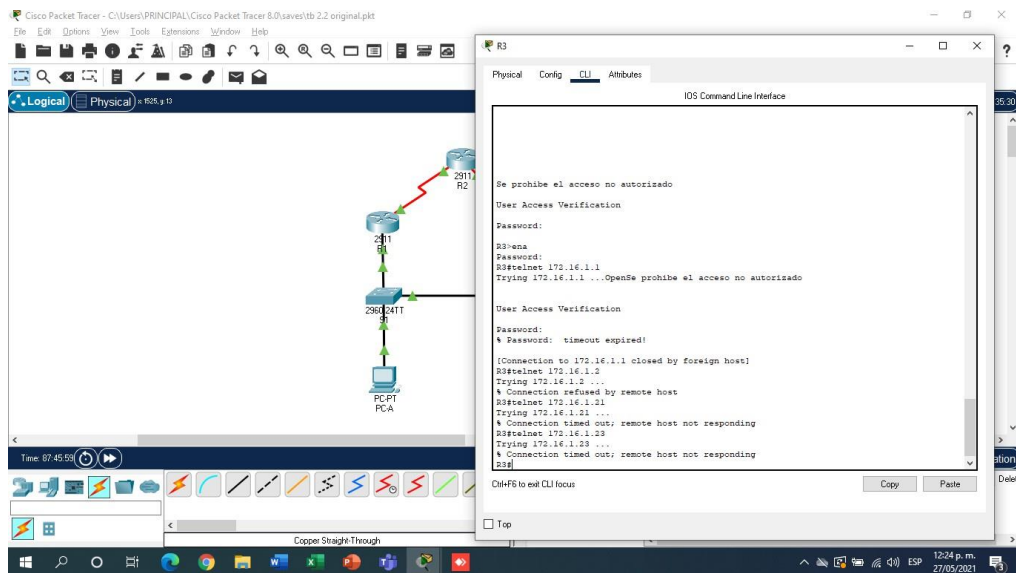 Cisco Packet Tracer - C:\Users\PRINCIPAL\Cisco Packet Tracer 8.0\saves\tb 2.2 original.pkt
File Edit Options View Tools Extensions Window Help
Logical Physical x: 1525, y: 13
35:30
2911
R2
2911
R1
2960-24TT
S1
PC-PT
PC-A
R3
Physical Config CLI Attributes
IOS Command Line Interface
Se prohibe el acceso no autorizado
User Access Verification
Password:
R3>ena
Password:
R3#telnet 172.16.1.1
Trying 172.16.1.1 ...OpenSe prohibe el acceso no autorizado
User Access Verification
Password:
% Password: timeout expired!
[Connection to 172.16.1.1 closed by foreign host]
R3#telnet 172.16.1.2
Trying 172.16.1.2 ...
% Connection refused by remote host
R3#telnet 172.16.1.21
Trying 172.16.1.21 ...
% Connection timed out; remote host not responding
R3#telnet 172.16.1.23
Trying 172.16.1.23 ...
% Connection timed out; remote host not responding
R3#
Ctrl+F6 to exit CLI focus
Copy Paste
Top
Time: 87:45:59
Copper Straight-Through
ESP
12:24 p. m.
27/05/2021